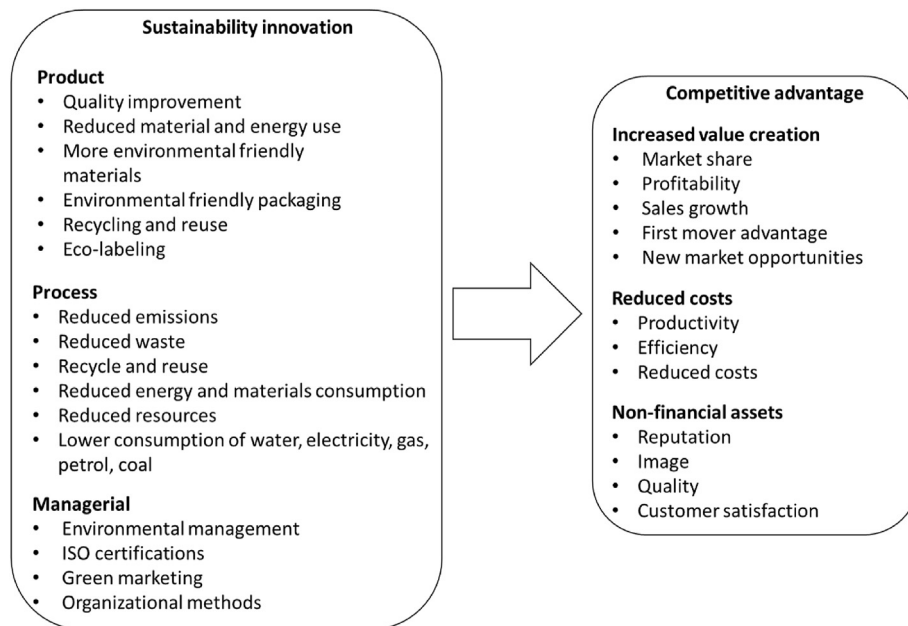 Sustainability innovation
Product
• Quality improvement
• Reduced material and energy use
• More environmental friendly
materials
• Environmental friendly packaging
• Recycling and reuse
• Eco-labeling
Process
• Reduced emissions
• Reduced waste
• Recycle and reuse
• Reduced energy and materials consumption
• Reduced resources
• Lower consumption of water, electricity, gas,
petrol, coal
Managerial
• Environmental management
• ISO certifications
• Green marketing
• Organizational methods
Competitive advantage
Increased value creation
• Market share
• Profitability
• Sales growth
• First mover advantage
• New market opportunities
Reduced costs
• Productivity
• Efficiency
• Reduced costs
Non-financial assets
• Reputation
• Image
• Quality
• Customer satisfaction